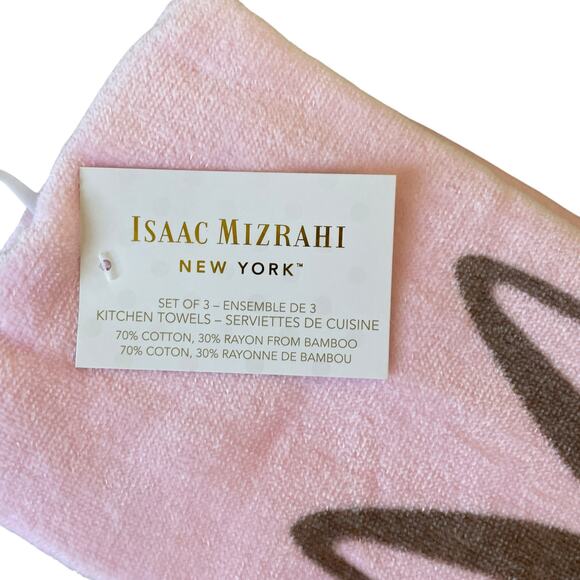 ISAAC MIZRAHI
NEW YORK™
SET OF 3 – ENSEMBLE DE 3
KITCHEN TOWELS – SERVIETTES DE CUISINE
70% COTTON, 30% RAYON FROM BAMBOO
70% COTON, 30% RAYONNE DE BAMBOU